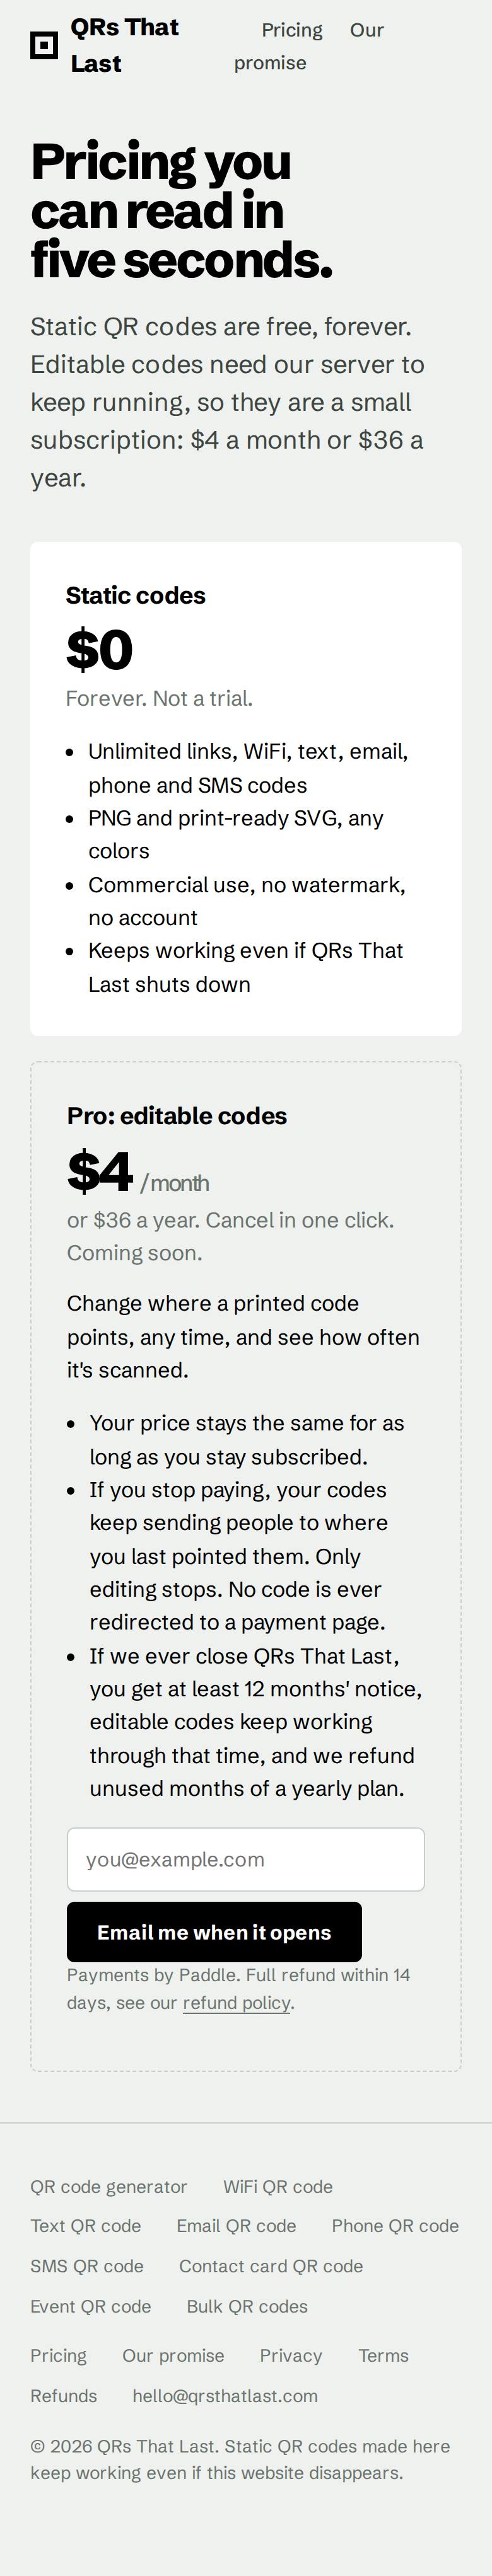 QRs That
Last
Pricing Our
promise
Pricing you
can read in
five seconds.
Static QR codes are free, forever.
Editable codes need our server to
keep running, so they are a small
subscription: $4 a month or $36 a
year.
Static codes
$0
Forever. Not a trial.
• Unlimited links, WiFi, text, email,
phone and SMS codes
• PNG and print-ready SVG, any
colors
• Commercial use, no watermark,
no account
• Keeps working even if QRs That
Last shuts down
Pro: editable codes
$4 /month
or $36 a year. Cancel in one click.
Coming soon.
Change where a printed code
points, any time, and see how often
it's scanned.
• Your price stays the same for as
long as you stay subscribed.
• If you stop paying, your codes
keep sending people to where
you last pointed them. Only
editing stops. No code is ever
redirected to a payment page.
• If we ever close QRs That Last,
you get at least 12 months' notice,
editable codes keep working
through that time, and we refund
unused months of a yearly plan.
you@example.com
Email me when it opens
Payments by Paddle. Full refund within 14
days, see our refund policy.
QR code generator WiFi QR code
Text QR code Email QR code Phone QR code
SMS QR code Contact card QR code
Event QR code Bulk QR codes
Pricing Our promise Privacy Terms
Refunds hello@qrsthatlast.com
© 2026 QRs That Last. Static QR codes made here
keep working even if this website disappears.